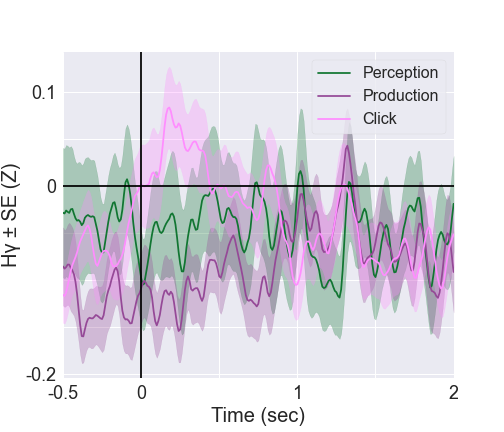 Perception
Production
Click
Hγ ± SE (Z)
0.1
0
-0.2
-0.5
0
1
2
Time (sec)